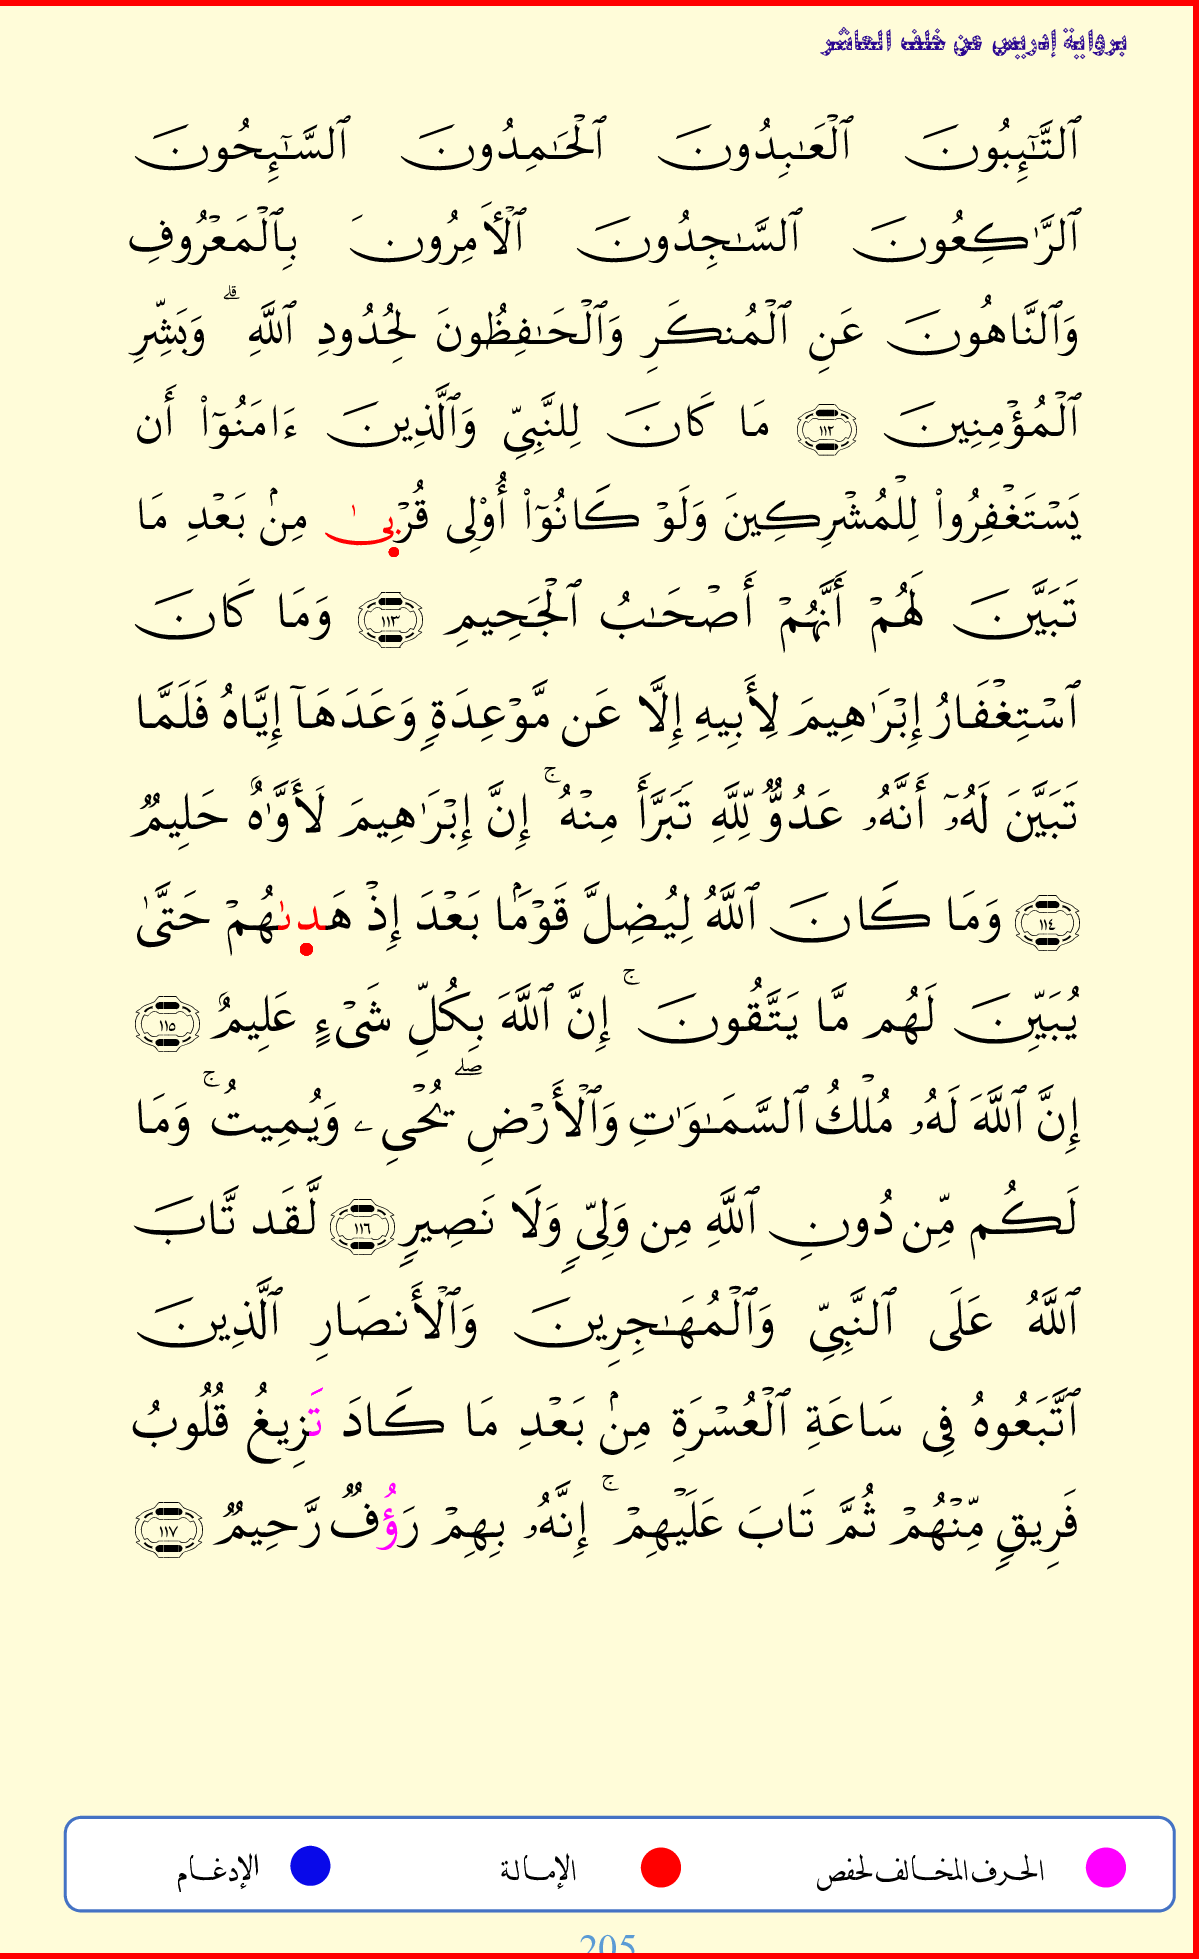 برواية إدريس عن خلف العاشر
ٱلتَّـٰٓئِبُونَ ٱلْعَـٰبِدُونَ ٱلْحَـٰمِدُونَ ٱلسَّـٰٓئِحُونَ
ٱلرَّٰكِعُونَ ٱلسَّـٰجِدُونَ ٱلْـَٔامِرُونَ بِٱلْمَعْرُوفِ
وَٱلنَّاهُونَ عَنِ ٱلْمُنكَرِ وَٱلْحَـٰفِظُونَ لِحُدُودِ ٱللَّهِ ۗ وَبَشِّرِ
ٱلْمُؤْمِنِينَ ١١٢ مَا كَانَ لِلنَّبِىِّ وَٱلَّذِينَ ءَامَنُوٓا۟ أَن
يَسْتَغْفِرُوا۟ لِلْمُشْرِكِينَ وَلَوْ كَانُوٓا۟ أُو۟لِى قُرْبىٰ مِنۢ بَعْدِ مَا
تَبَيَّنَ لَهُمْ أَنَّهُمْ أَصْحَـٰبُ ٱلْجَحِيمِ ١١٣ وَمَا كَانَ
ٱسْتِغْفَارُ إِبْرَٰهِيمَ لِأَبِيهِ إِلَّا عَن مَّوْعِدَةٍ وَعَدَهَآ إِيَّاهُ فَلَمَّا
تَبَيَّنَ لَهُۥٓ أَنَّهُۥ عَدُوٌّ لِّلَّهِ تَبَرَّأَ مِنْهُ ۚ إِنَّ إِبْرَٰهِيمَ لَأَوَّٰهٌ حَلِيمٌ
١١٤ وَمَا كَانَ ٱللَّهُ لِيُضِلَّ قَوْمًۢا بَعْدَ إِذْ هَدىٰهُمْ حَتَّىٰ
يُبَيِّنَ لَهُم مَّا يَتَّقُونَ ۚ إِنَّ ٱللَّهَ بِكُلِّ شَىْءٍ عَلِيمٌ ١١٥
إِنَّ ٱللَّهَ لَهُۥ مُلْكُ ٱلسَّمَـٰوَٰتِ وَٱلْأَرْضِ ۖ يُحْىِۦ وَيُمِيتُ ۚ وَمَا
لَكُم مِّن دُونِ ٱللَّهِ مِن وَلِىٍّ وَلَا نَصِيرٍ ١١٦ لَّقَد تَّابَ
ٱللَّهُ عَلَى ٱلنَّبِىِّ وَٱلْمُهَـٰجِرِينَ وَٱلْأَنصَارِ ٱلَّذِينَ
ٱتَّبَعُوهُ فِى سَاعَةِ ٱلْعُسْرَةِ مِنۢ بَعْدِ مَا كَادَ تَزِيغُ قُلُوبُ
فَرِيقٍ مِّنْهُمْ ثُمَّ تَابَ عَلَيْهِمْ ۚ إِنَّهُۥ بِهِمْ رَؤُفٌ رَّحِيمٌ ١١٧
الحرف المخالف لحفص الإمالة الإدغام
205